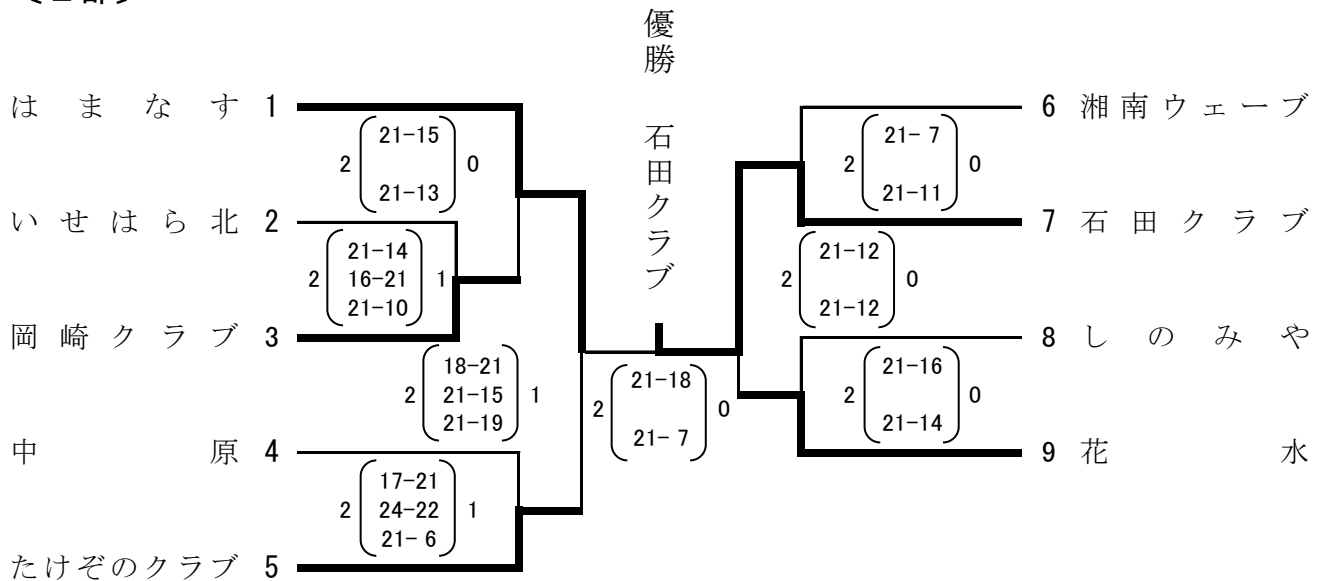 優勝 石田クラブ
はまなす 1
2 21-15 0
21-13
いせはら北 2
21-14
2 16-21 1
21-10
岡崎クラブ 3
18-21
2 21-15 1
21-19
中原 4
17-21
2 24-22 1
21- 6
たけぞのクラブ 5
21-18
2 0
21- 7
6 湘南ウェーブ
21- 7
2 0
21-11
7 石田クラブ
21-12
2 0
21-12
8 しのみや
21-16
2 0
21-14
9 花水